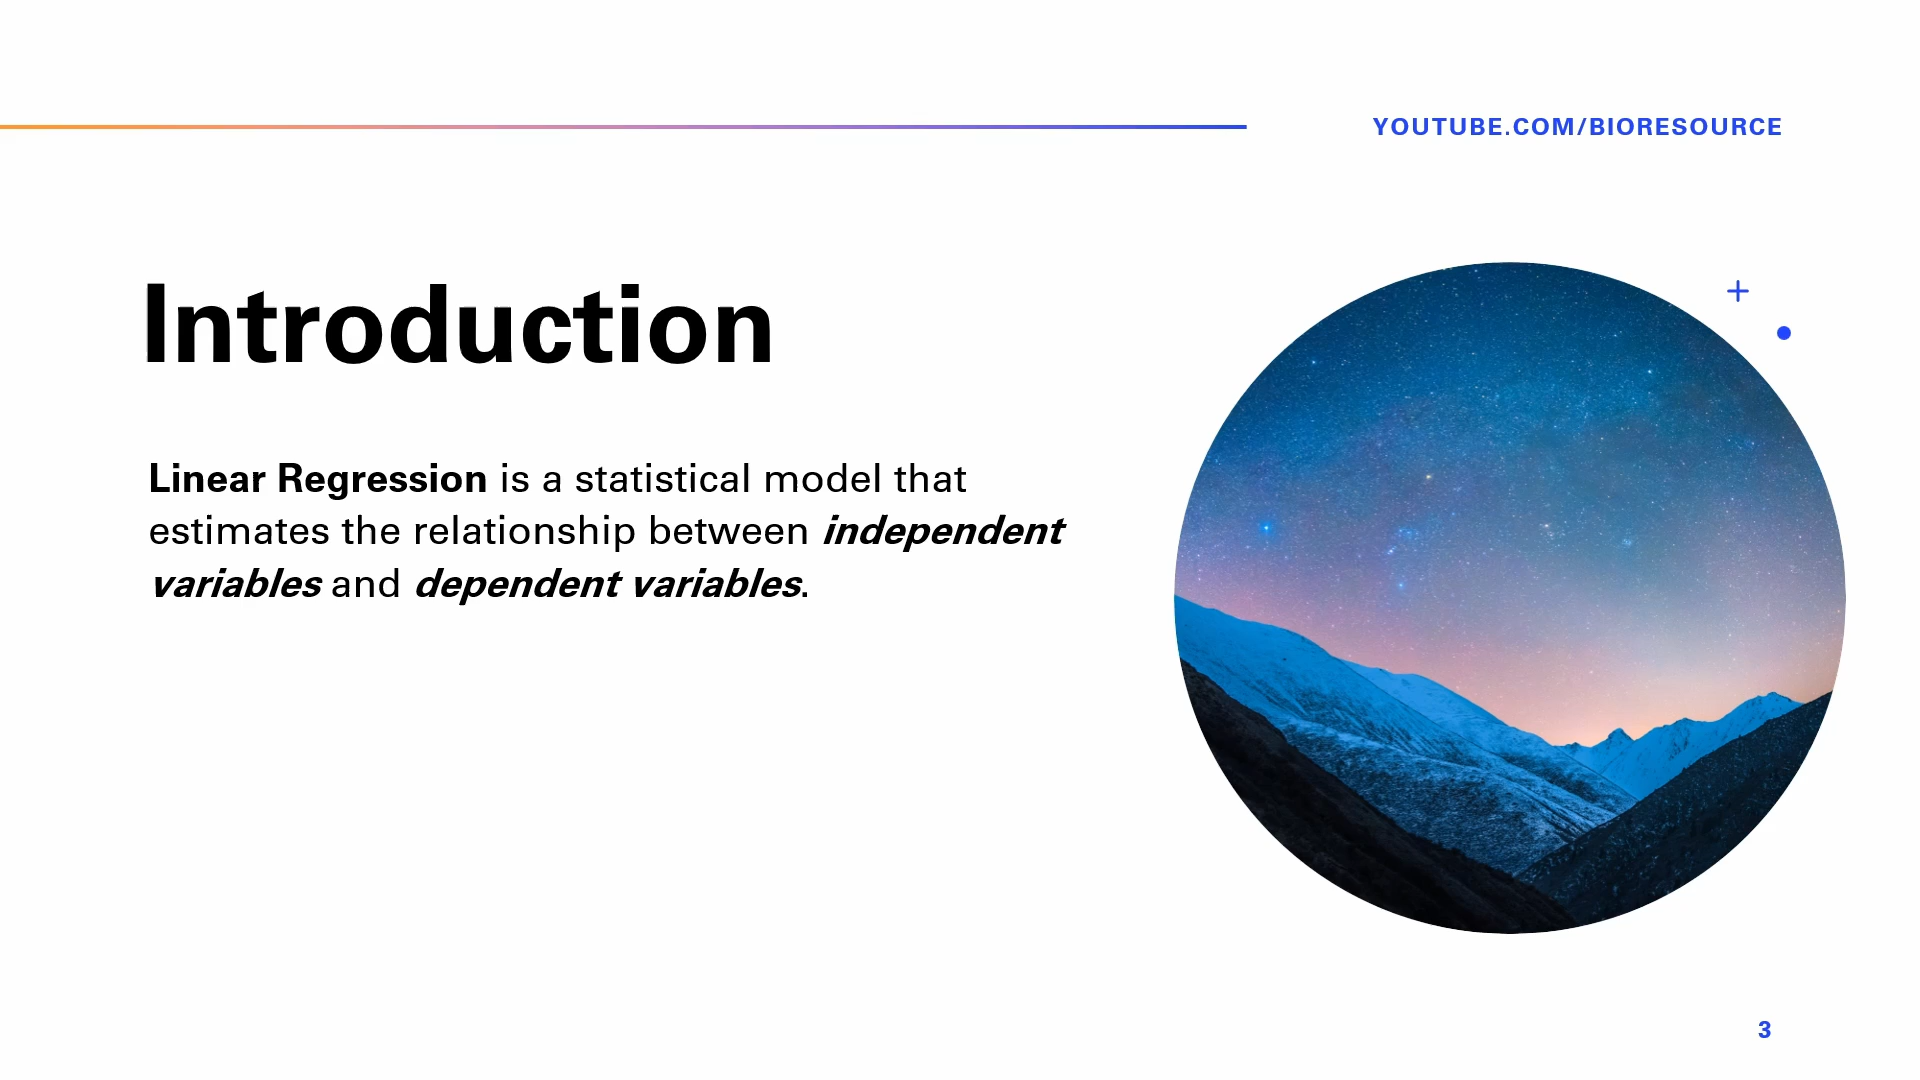 YOUTUBE.COM/BIORESOURCE
Introduction
Linear Regression is a statistical model that
estimates the relationship between independent
variables and dependent variables.
3